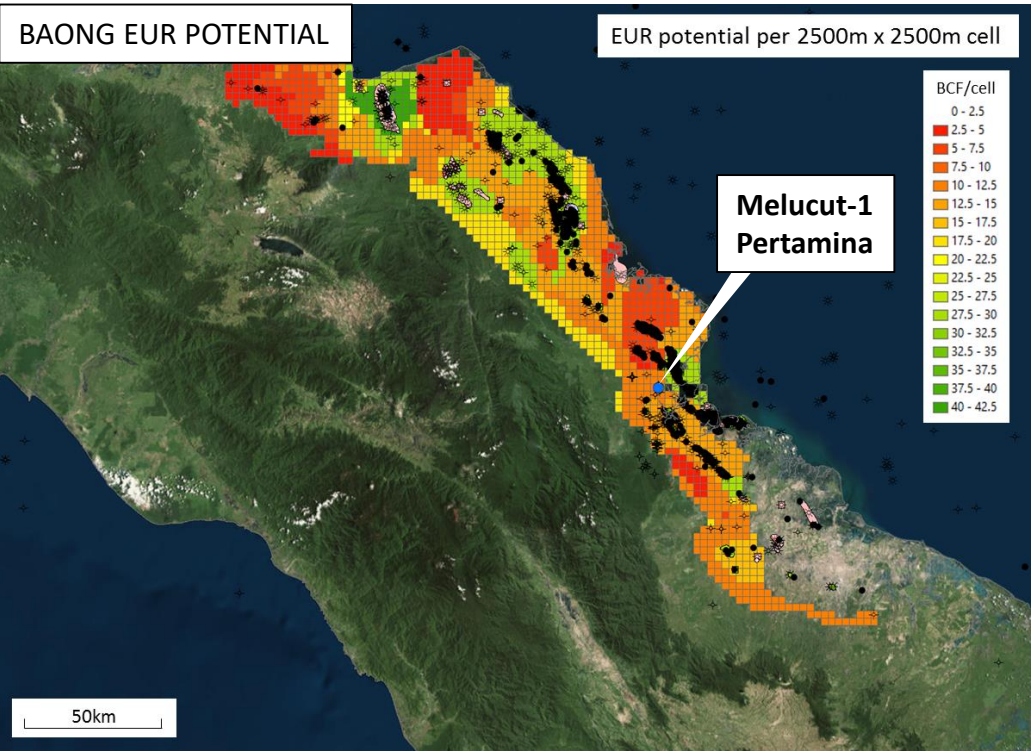 BAONG EUR POTENTIAL
EUR potential per 2500m x 2500m cell
BCF/cell
0 - 2.5
2.5 - 5
5 - 7.5
7.5 - 10
10 - 12.5
12.5 - 15
15 - 17.5
17.5 - 20
20 - 22.5
22.5 - 25
25 - 27.5
27.5 - 30
30 - 32.5
32.5 - 35
35 - 37.5
37.5 - 40
40 - 42.5
Melucut-1
Pertamina
50km